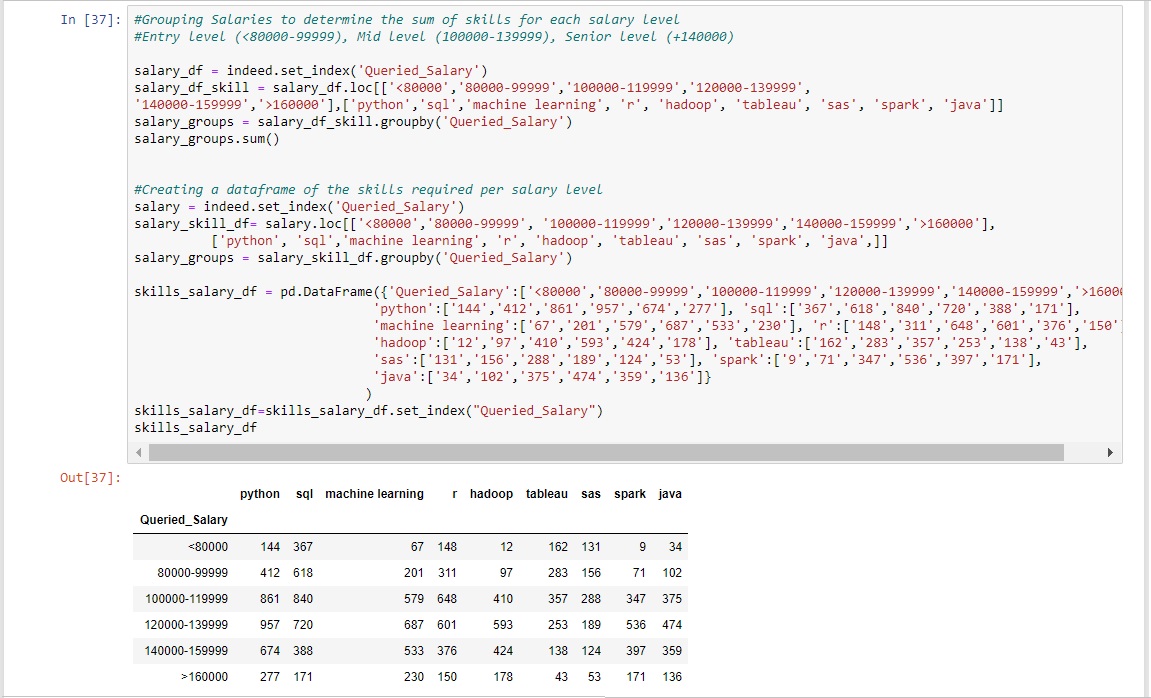 In [37]: #Grouping Salaries to determine the sum of skills for each salary level
#Entry level (<80000-99999), Mid level (100000-139999), Senior level (+140000)
salary_df = indeed.set_index('Queried_Salary')
salary_df_skill = salary_df.loc[['<80000','80000-99999','100000-119999','120000-139999',
'140000-159999','>160000'],['python','sql','machine learning', 'r', 'hadoop', 'tableau', 'sas', 'spark', 'java']]
salary_groups = salary_df_skill.groupby('Queried_Salary')
salary_groups.sum()
#Creating a dataframe of the skills required per salary level
salary = indeed.set_index('Queried_Salary')
salary_skill_df= salary.loc[['<80000','80000-99999', '100000-119999','120000-139999','140000-159999','>160000'],
['python', 'sql','machine learning', 'r', 'hadoop', 'tableau', 'sas', 'spark', 'java',]]
salary_groups = salary_skill_df.groupby('Queried_Salary')
skills_salary_df = pd.DataFrame({'Queried_Salary':['<80000','80000-99999','100000-119999','120000-139999','140000-159999','>1600
'python':['144','412','861','957','674','277'], 'sql':['367','618','840','720','388','171'],
'machine learning':['67','201','579','687','533','230'], 'r':['148','311','648','601','376','150'
'hadoop':['12','97','410','593','424','178'], 'tableau':['162','283','357','253','138','43'],
'sas':['131','156','288','189','124','53'], 'spark':['9','71','347','536','397','171'],
'java':['34','102','375','474','359','136']}
)
skills_salary_df=skills_salary_df.set_index("Queried_Salary")
skills_salary_df
Out[37]:
python sql machine learning r hadoop tableau sas spark java
Queried_Salary
<80000 144 367 67 148 12 162 131 9 34
80000-99999 412 618 201 311 97 283 156 71 102
100000-119999 861 840 579 648 410 357 288 347 375
120000-139999 957 720 687 601 593 253 189 536 474
140000-159999 674 388 533 376 424 138 124 397 359
>160000 277 171 230 150 178 43 53 171 136